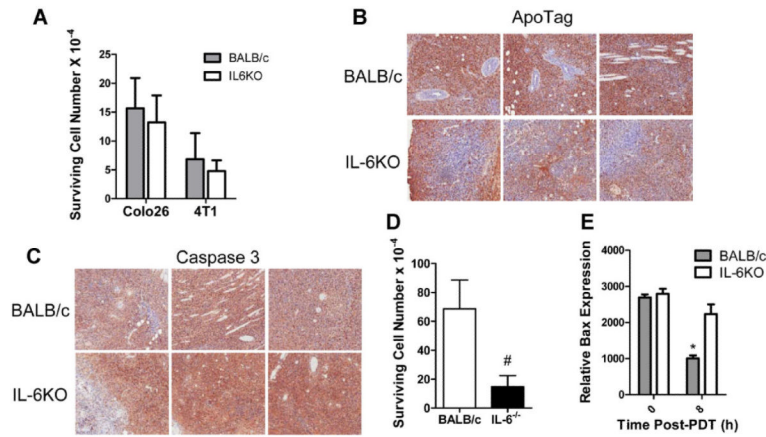 A
Surviving Cell Number X 10⁻⁴
25
20
15
10
5
0
BALB/c
IL6KO
Colo26
4T1
B
ApoTag
BALB/c
IL-6KO
C
Caspase 3
BALB/c
IL-6KO
D
Surviving Cell Number x 10⁻⁴
100
80
60
40
20
0
#
BALB/c
IL-6⁻/⁻
E
Relative Bax Expression
4000
3000
2000
1000
0
BALB/c
IL-6KO
*
0
8
Time Post-PDT (h)